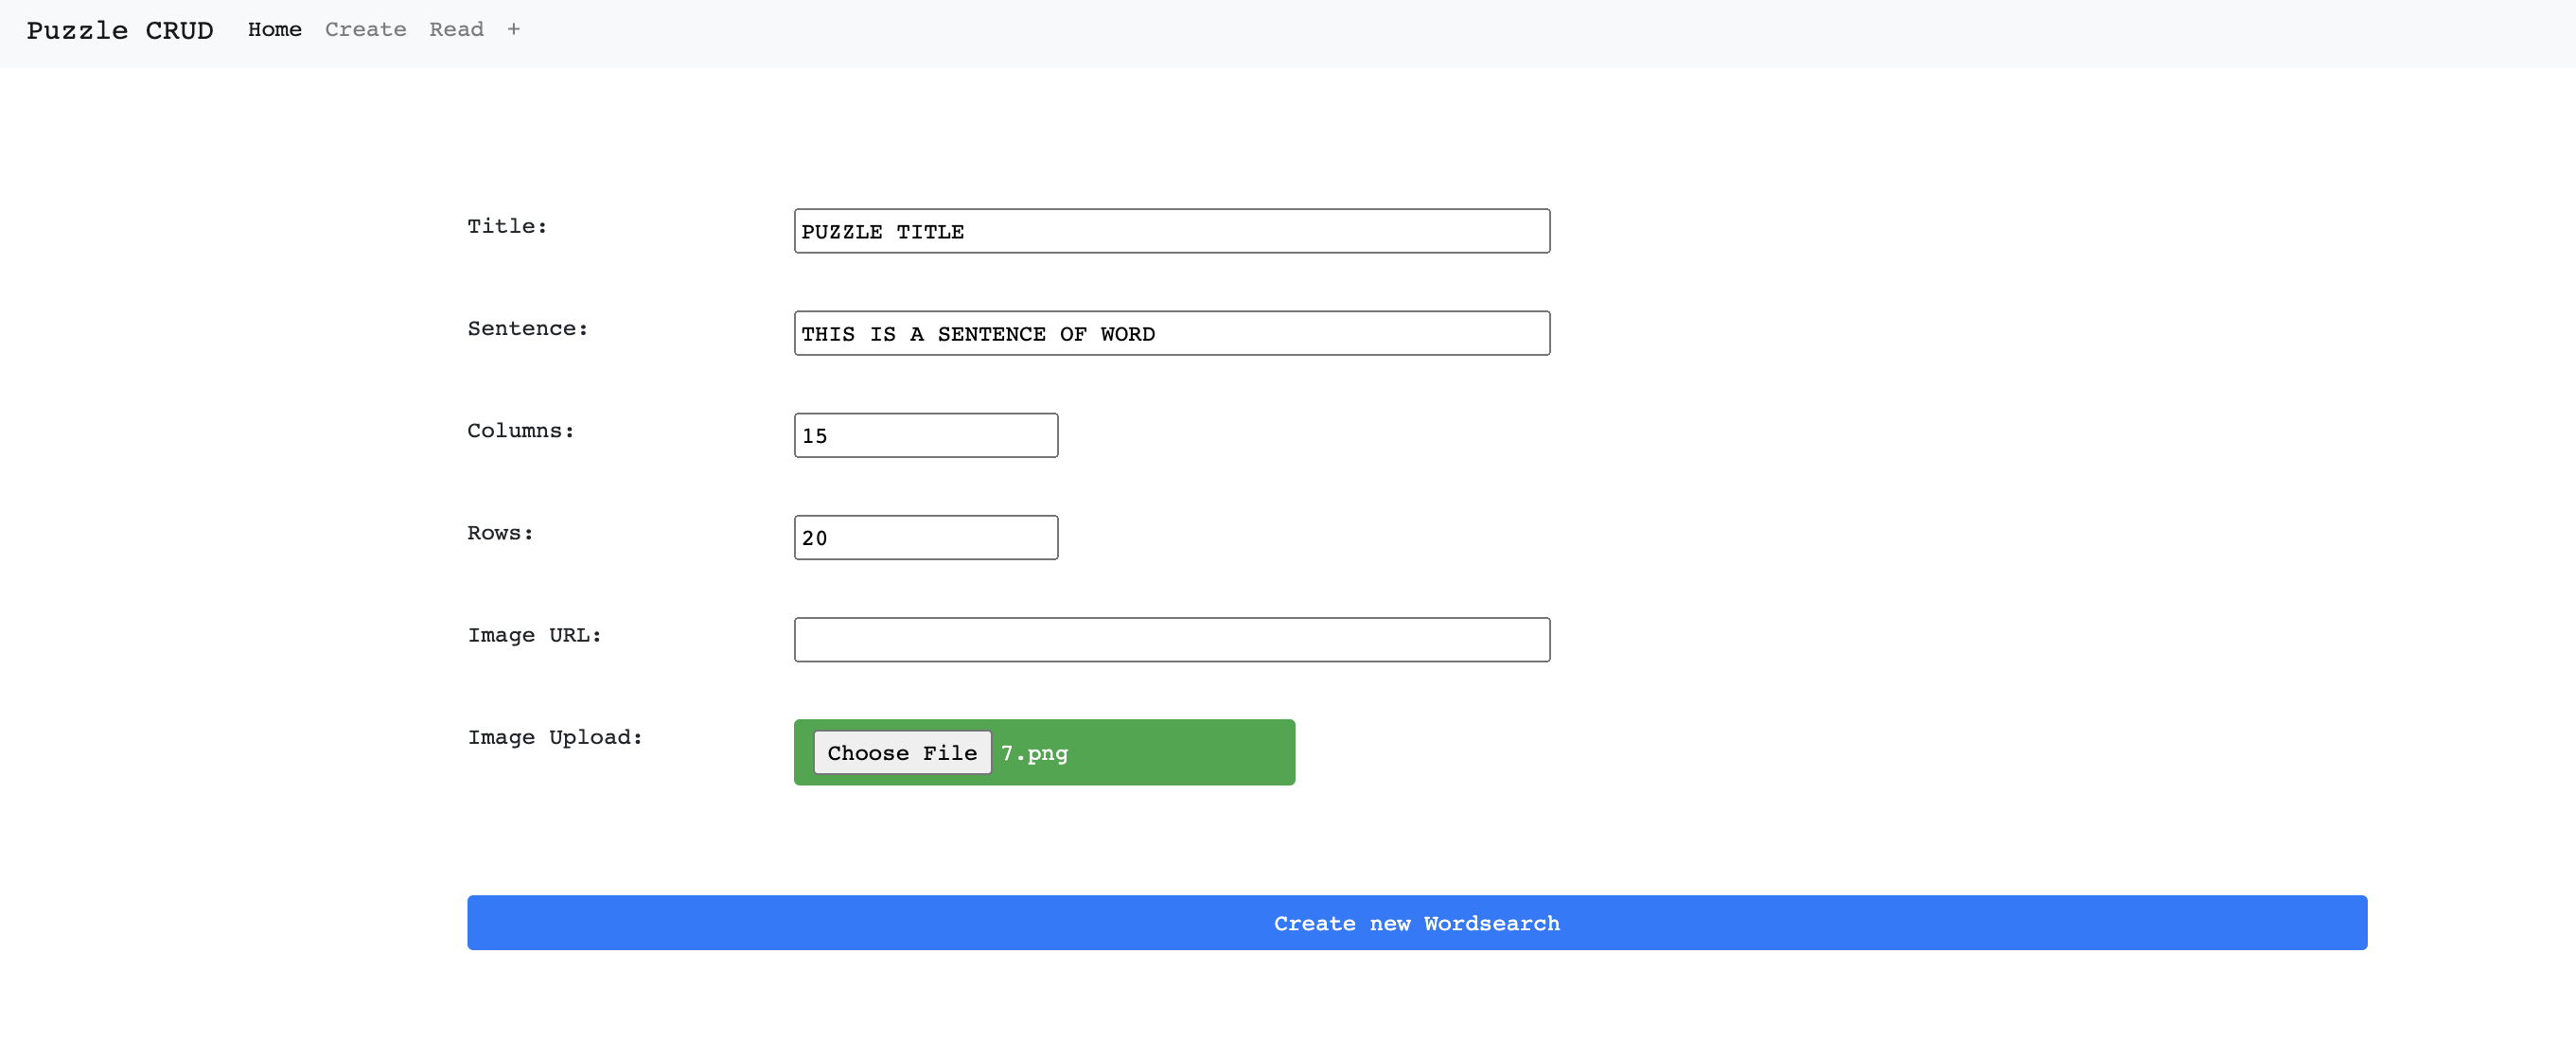 Puzzle CRUD Home Create Read +
Title: PUZZLE TITLE
Sentence: THIS IS A SENTENCE OF WORD
Columns: 15
Rows: 20
Image URL:
Image Upload: Choose File 7.png
Create new Wordsearch